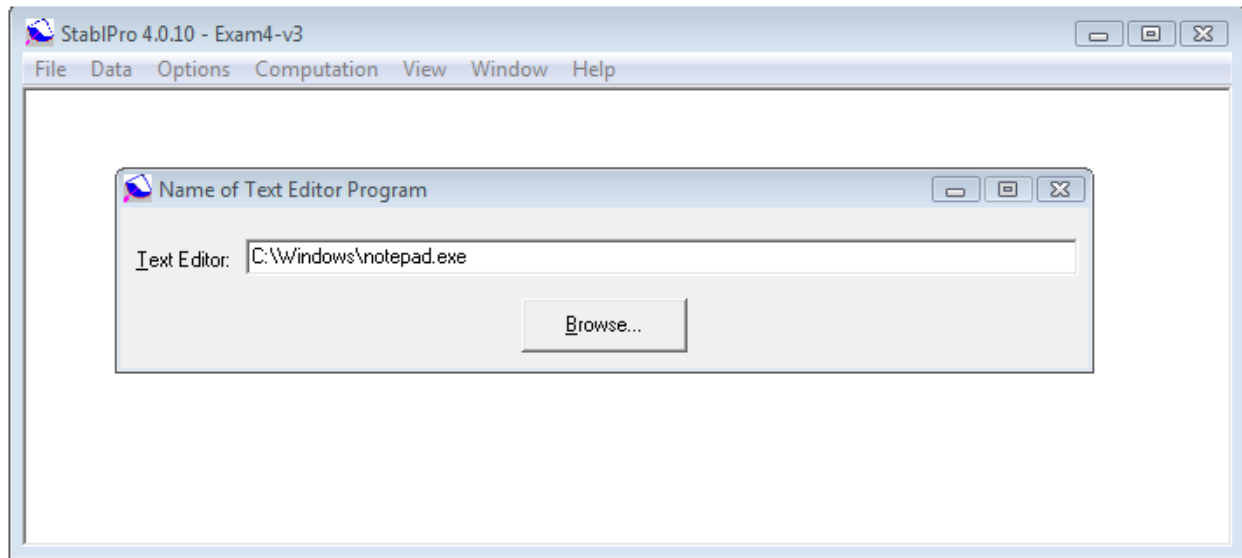 StablPro 4.0.10 - Exam4-v3
File Data Options Computation View Window Help
Name of Text Editor Program
Text Editor: C:\Windows\notepad.exe
Browse...